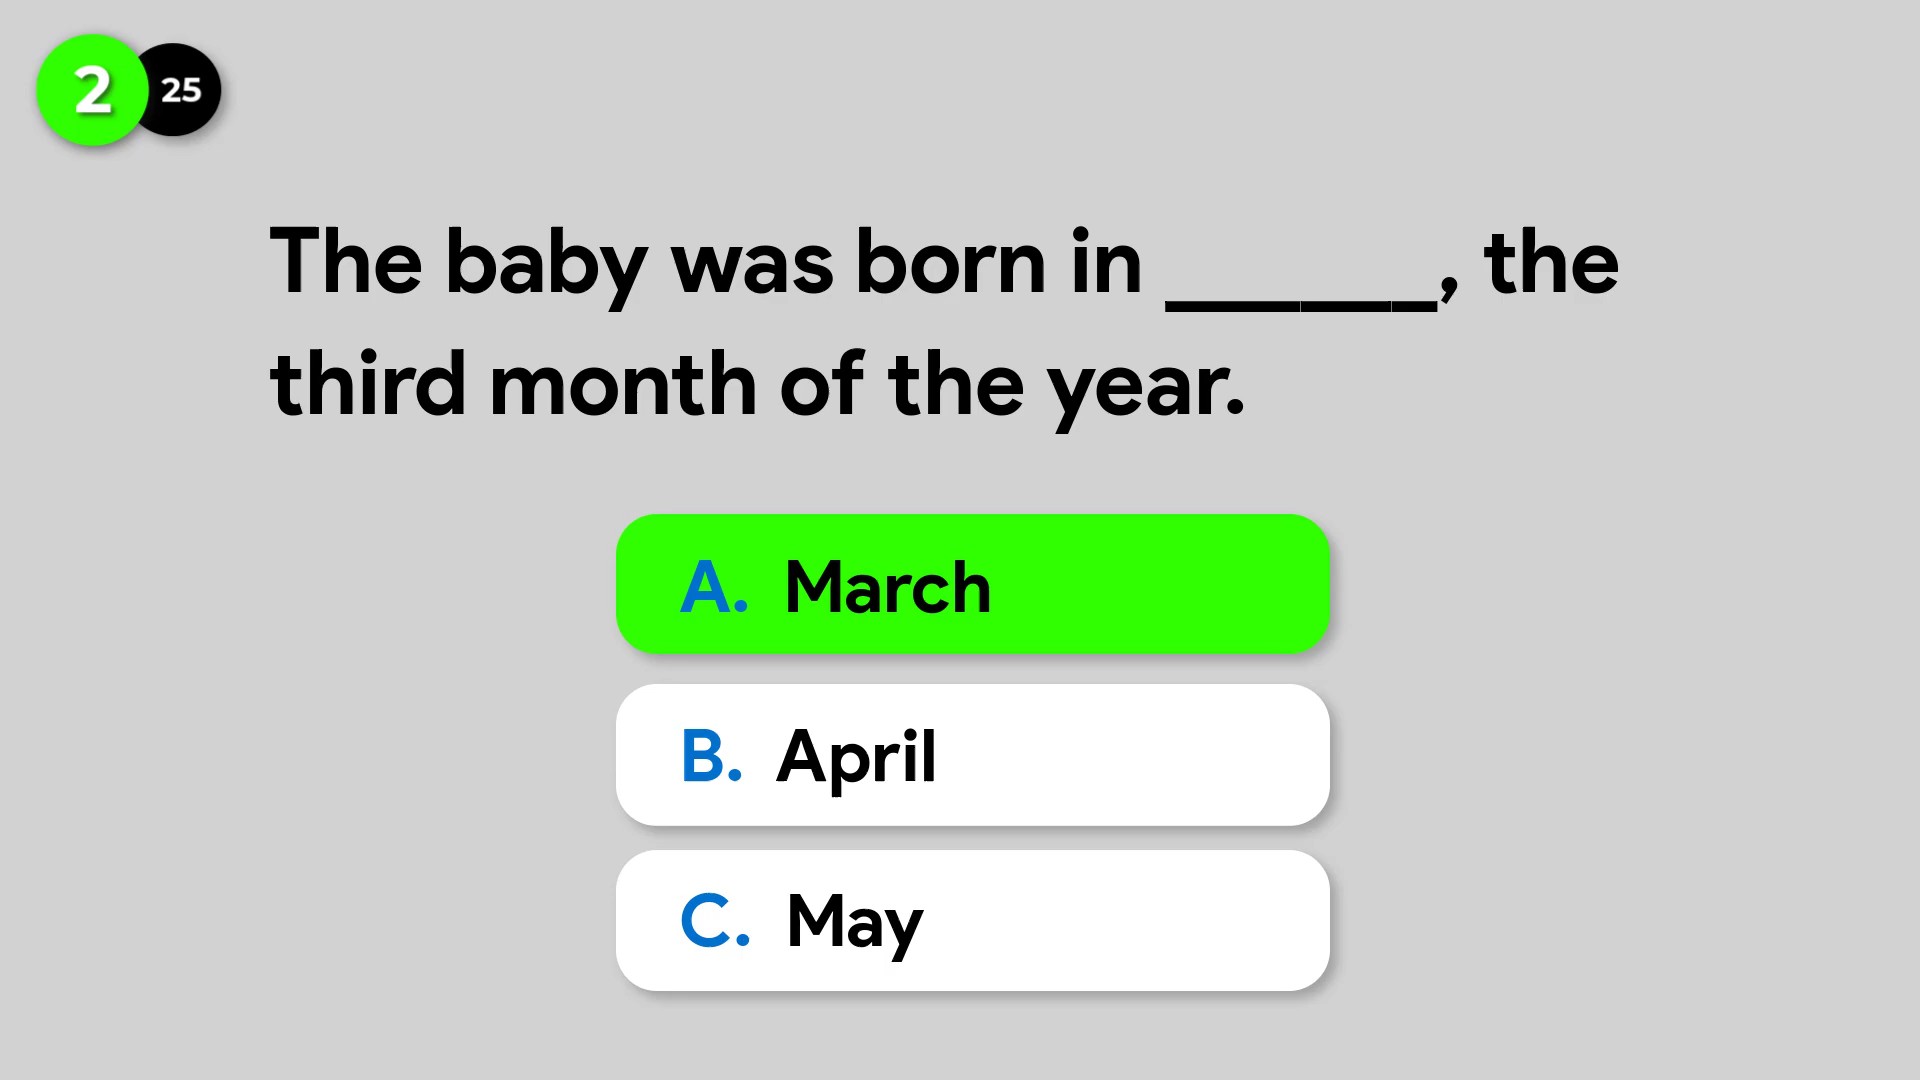 2 25
The baby was born in ______, the
third month of the year.
A. March
B. April
C. May